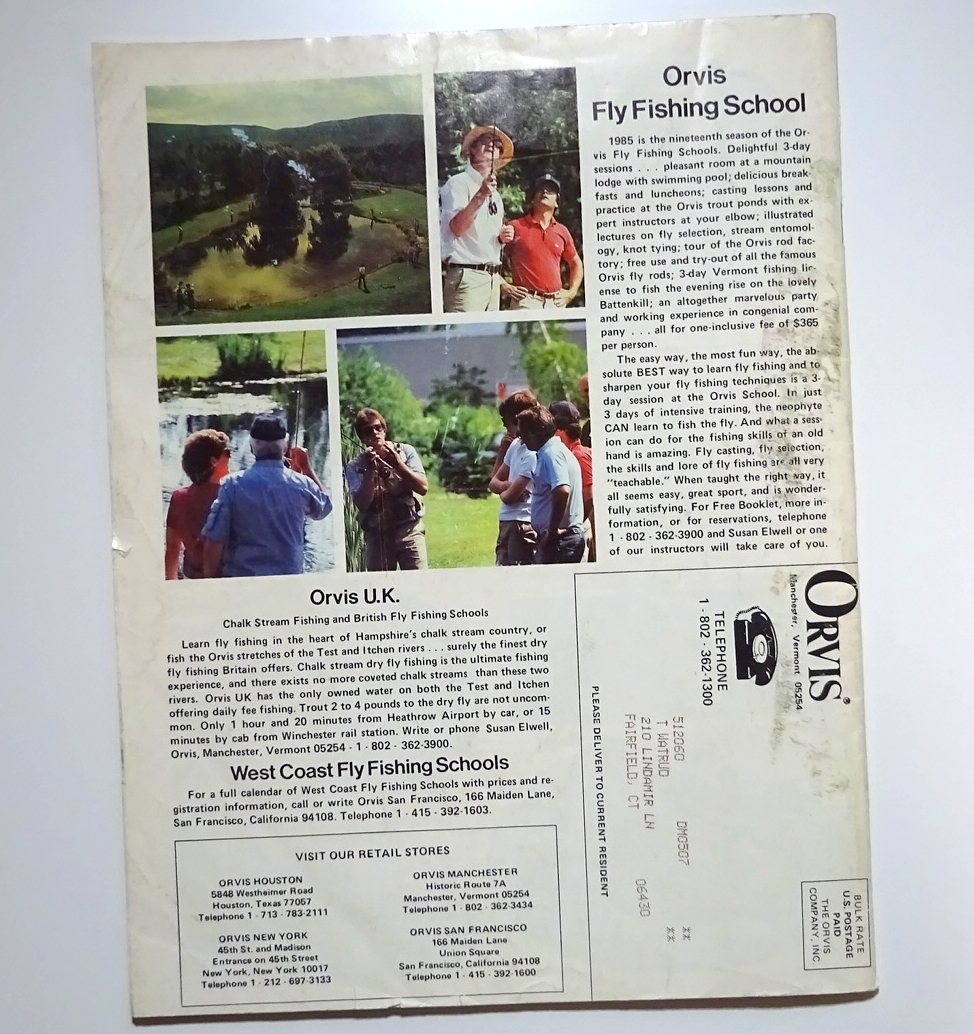 Orvis
Fly Fishing School
1985 is the nineteenth season of the Or-
vis Fly Fishing Schools. Delightful 3-day
sessions . . . pleasant room at a mountain
lodge with swimming pool; delicious break-
fasts and luncheons; casting lessons and
practice at the Orvis trout ponds with ex-
pert instructors at your elbow; illustrated
lectures on fly selection, stream entomol-
ogy, knot tying; tour of the Orvis rod fac-
tory; free use and try-out of all the famous
Orvis fly rods; 3-day Vermont fishing lic-
ense to fish the evening rise on the lovely
Battenkill; an altogether marvelous party
and working experience in congenial com-
pany . . . all for one-inclusive fee of $365
per person.
The easy way, the most fun way, the ab-
solute BEST way to learn fly fishing and to
sharpen your fly fishing techniques is a 3-
day session at the Orvis School. In just
3 days of intensive training, the neophyte
CAN learn to fish the fly. And what a sess-
ion can do for the fishing skills of an old
hand is amazing. Fly casting, fly selection,
the skills and lore of fly fishing are all very
"teachable." When taught the right way, it
all seems easy, great sport, and is wonder-
fully satisfying. For Free Booklet, more in-
formation, or for reservations, telephone
1 - 802 - 362-3900 and Susan Elwell or one
of our instructors will take care of you.
Orvis U.K.
Chalk Stream Fishing and British Fly Fishing Schools
Learn fly fishing in the heart of Hampshire's chalk stream country, or
fish the Orvis stretches of the Test and Itchen rivers . . . surely the finest dry
fly fishing Britain offers. Chalk stream dry fly fishing is the ultimate fishing
experience, and there exists no more coveted chalk streams than these two
rivers. Orvis UK has the only owned water on both the Test and Itchen
offering daily fee fishing. Trout 2 to 4 pounds to the dry fly are not uncom-
mon. Only 1 hour and 20 minutes from Heathrow Airport by car, or 15
minutes by cab from Winchester rail station. Write or phone Susan Elwell,
Orvis, Manchester, Vermont 05254 - 1 - 802 - 362-3900.
West Coast Fly Fishing Schools
For a full calendar of West Coast Fly Fishing Schools with prices and re-
gistration information, call or write Orvis San Francisco, 166 Maiden Lane,
San Francisco, California 94108. Telephone 1 - 415 - 392-1603.
VISIT OUR RETAIL STORES
ORVIS HOUSTON
5848 Westheimer Road
Houston, Texas 77057
Telephone 1 - 713 - 783-2111
ORVIS MANCHESTER
Historic Route 7A
Manchester, Vermont 05254
Telephone 1 - 802 - 362-3434
ORVIS NEW YORK
45th St. and Madison
Entrance on 45th Street
New York, New York 10017
Telephone 1 - 212 - 697-3133
ORVIS SAN FRANCISCO
166 Maiden Lane
Union Square
San Francisco, California 94108
Telephone 1 - 415 - 392-1600
ORVIS®
Manchester, Vermont 05254
TELEPHONE
1 - 802 - 362-1300
512060 DM0507 **
T WATRUD **
210 LINDAMIR LN
FAIRFIELD, CT 06430
PLEASE DELIVER TO CURRENT RESIDENT
BULK RATE
U.S. POSTAGE
PAID
THE ORVIS
COMPANY, INC.